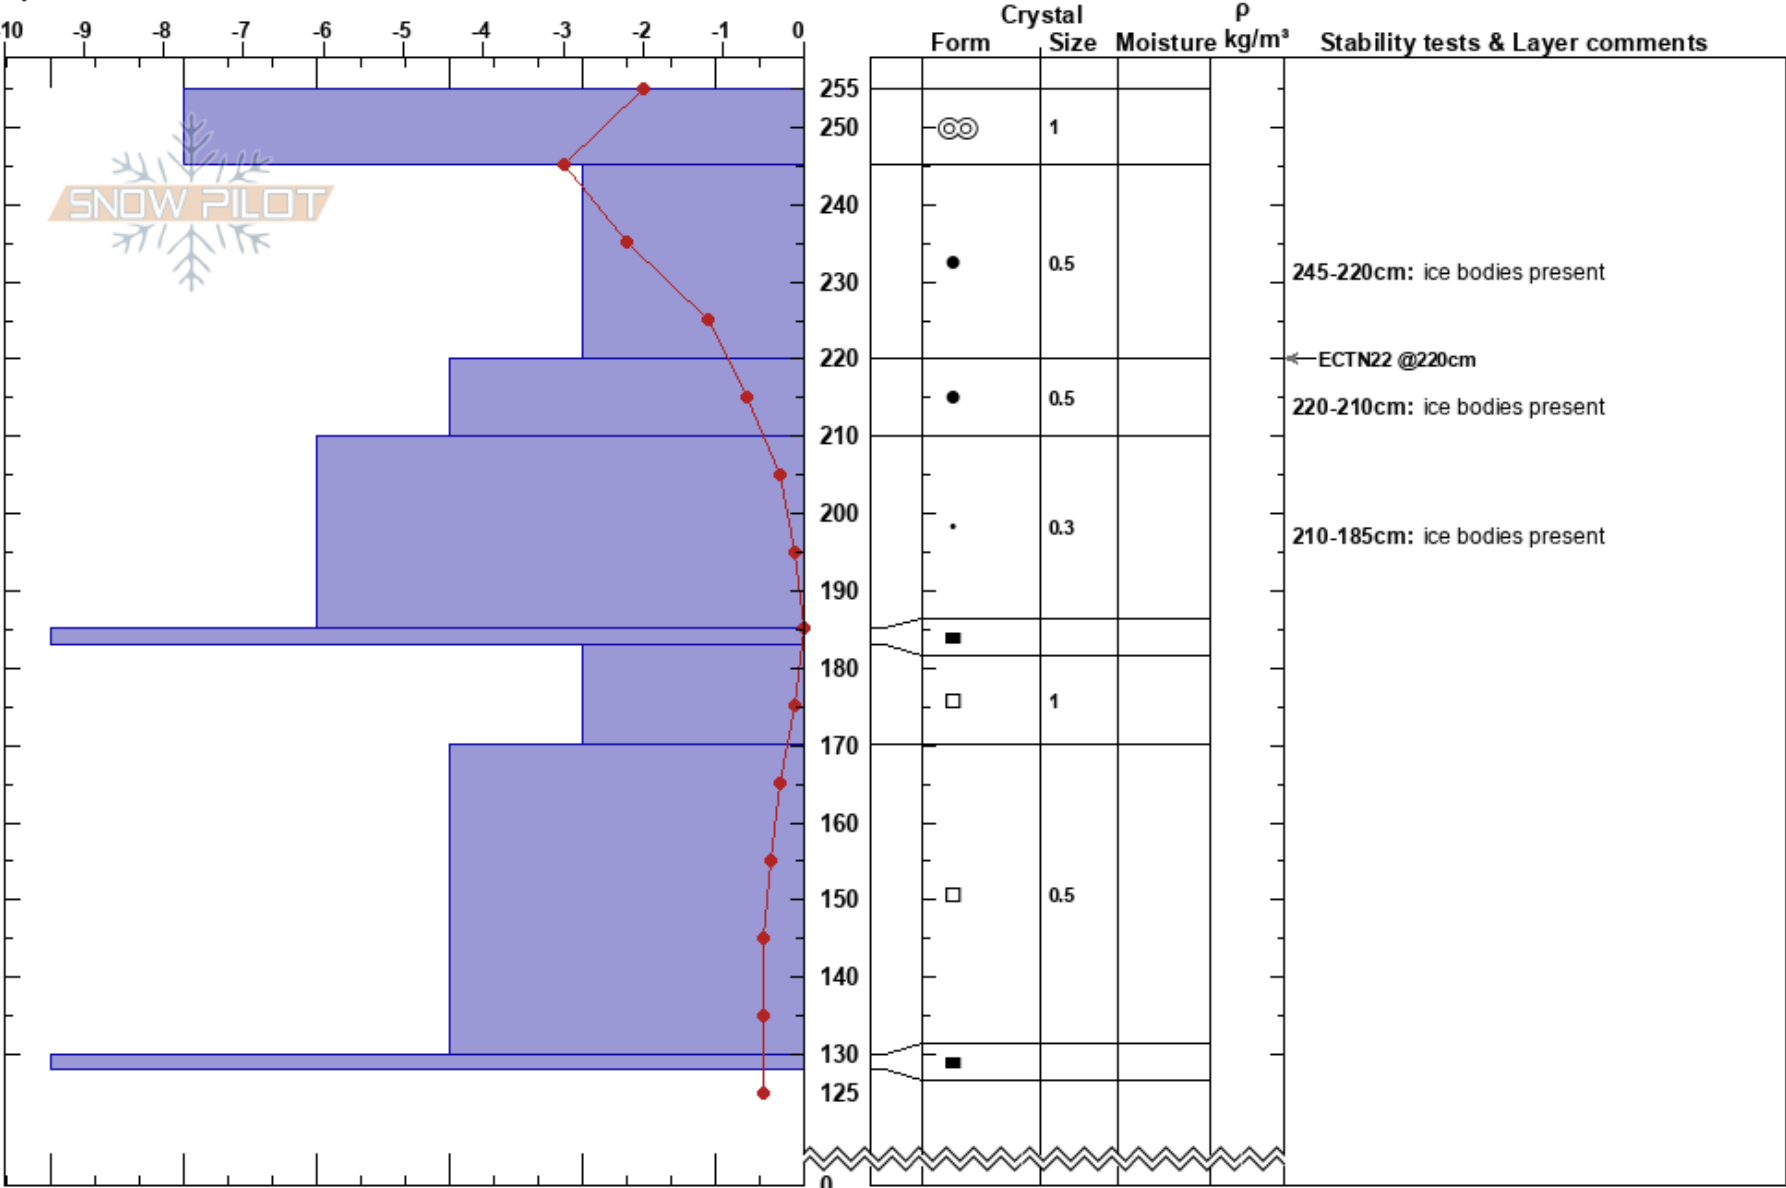 Crystal ρ
-10 -9 -8 -7 -6 -5 -4 -3 -2 -1 0
Form Size Moisture kg/m³ Stability tests & Layer comments
255
250 1
SNOW PILOT
240
0.5
245-220cm: ice bodies present
230
220 ECTN22 @220cm
0.5
220-210cm: ice bodies present
210
200
0.3
210-185cm: ice bodies present
190
180
1
170
160
150 0.5
140
130
125
0